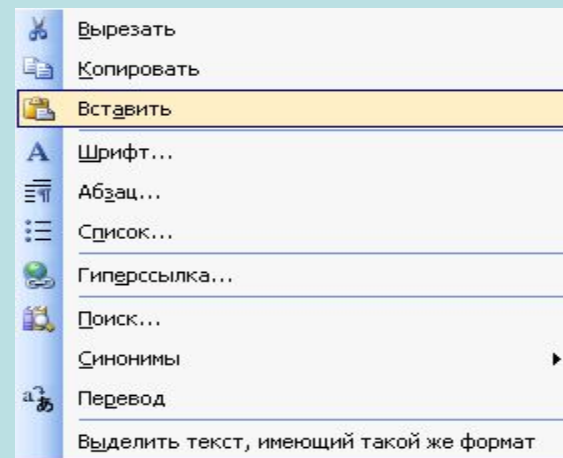 Вырезать
Копировать
Вставить
Шрифт...
Абзац...
Список...
Гиперссылка...
Поиск...
Синонимы
Перевод
Выделить текст, имеющий такой же формат